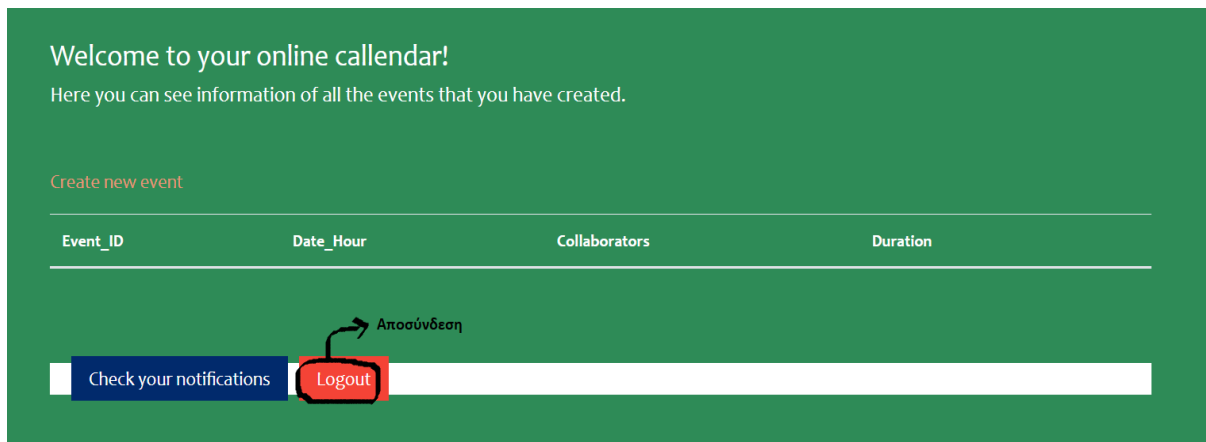 Welcome to your online callendar!
Here you can see information of all the events that you have created.
Create new event
Event_ID Date_Hour Collaborators Duration
Αποσύνδεση
Check your notifications Logout